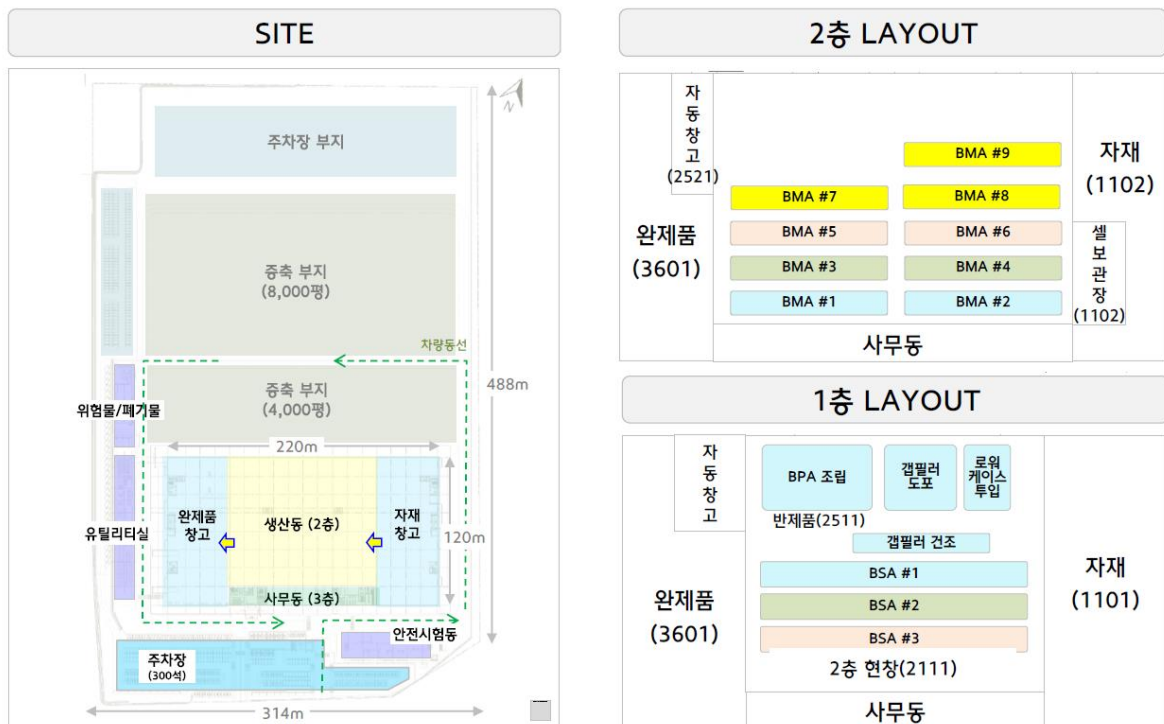 SITE
N
주차장 부지
증축 부지
(8,000평)
차량동선
488m
증축 부지
(4,000평)
위험물/폐기물
220m
완제품
창고
생산동 (2층)
자재
창고
120m
유틸리티실
사무동 (3층)
안전시험동
주차장
(300석)
314m
2층 LAYOUT
자
동
창
고
(2521)
BMA #9
자재
(1102)
BMA #7
BMA #8
완제품
(3601)
BMA #5
BMA #6
셀
보
관
장
(1102)
BMA #3
BMA #4
BMA #1
BMA #2
사무동
1층 LAYOUT
자
동
창
고
BPA 조립
갭필러
도포
로워
케이스
투입
반제품(2511)
갭필러 건조
BSA #1
완제품
(3601)
자재
(1101)
BSA #2
BSA #3
2층 현창(2111)
사무동